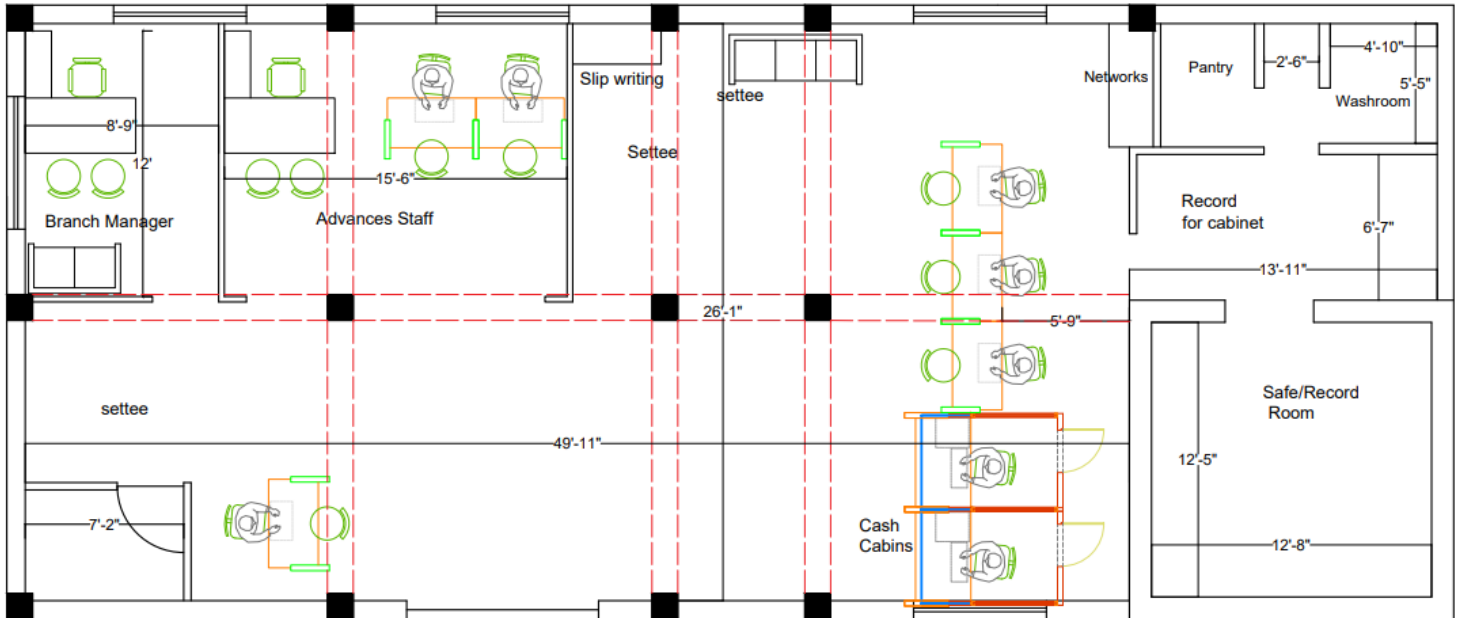 4'-10"
Slip writing
Networks
Pantry
2'-6"
5'-5"
settee
Washroom
8'-9"
12'
Settee
15'-6"
Branch Manager
Advances Staff
Record
for cabinet
6'-7"
13'-11"
26'-1"
5'-9"
settee
Safe/Record
Room
49'-11"
12'-5"
7'-2"
Cash
Cabins
12'-8"